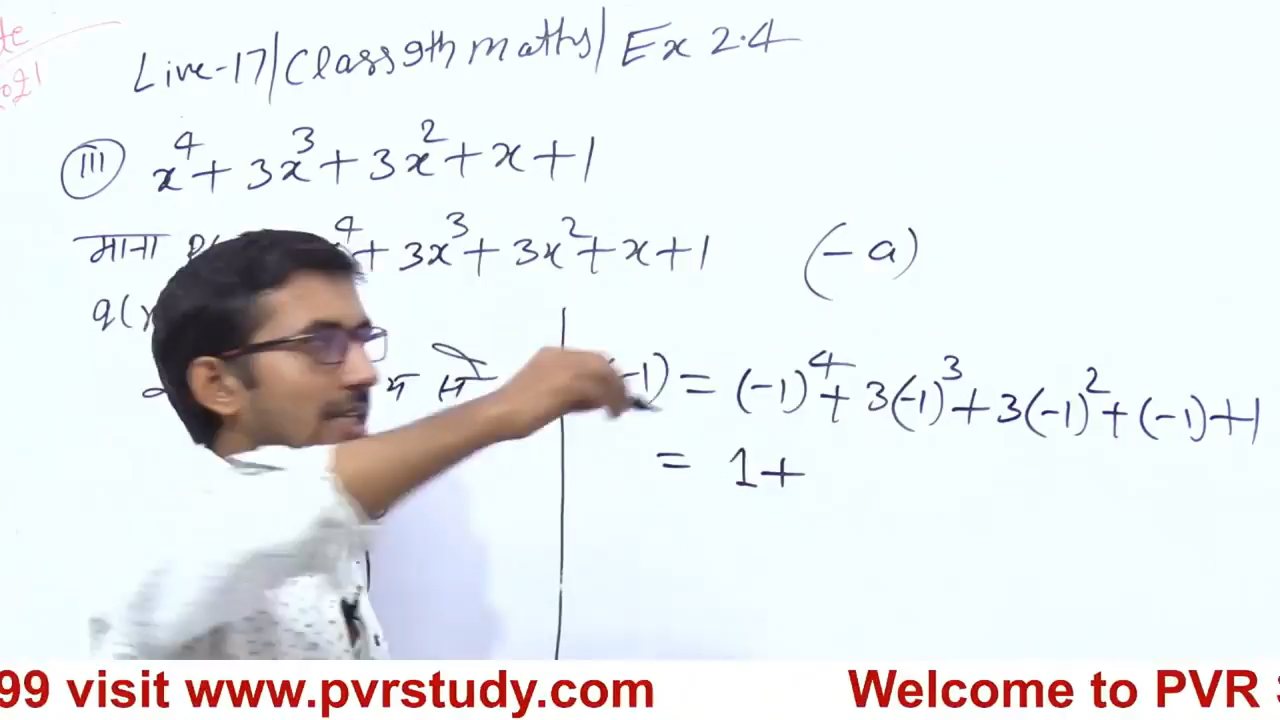 Live-17/Class 9th maths/Ex 2.4
III x⁴ + 3x³ + 3x² + x + 1
माना P( ⁴ + 3x³ + 3x² + x + 1 (-a)
q(x
(-1) = (-1)⁴ + 3(-1)³ + 3(-1)² + (-1) + 1
= 1 +
99 visit www.pvrstudy.com Welcome to PVR